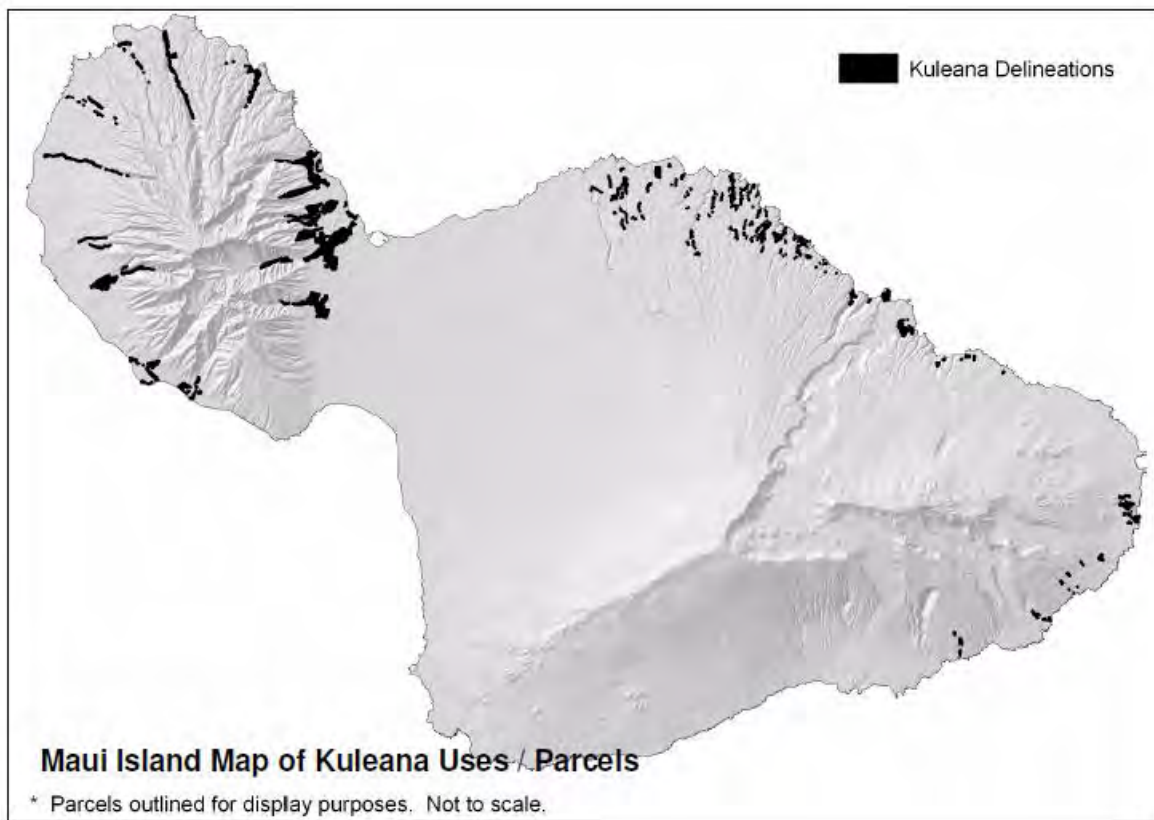 Kuleana Delineations
Maui Island Map of Kuleana Uses / Parcels
* Parcels outlined for display purposes. Not to scale.